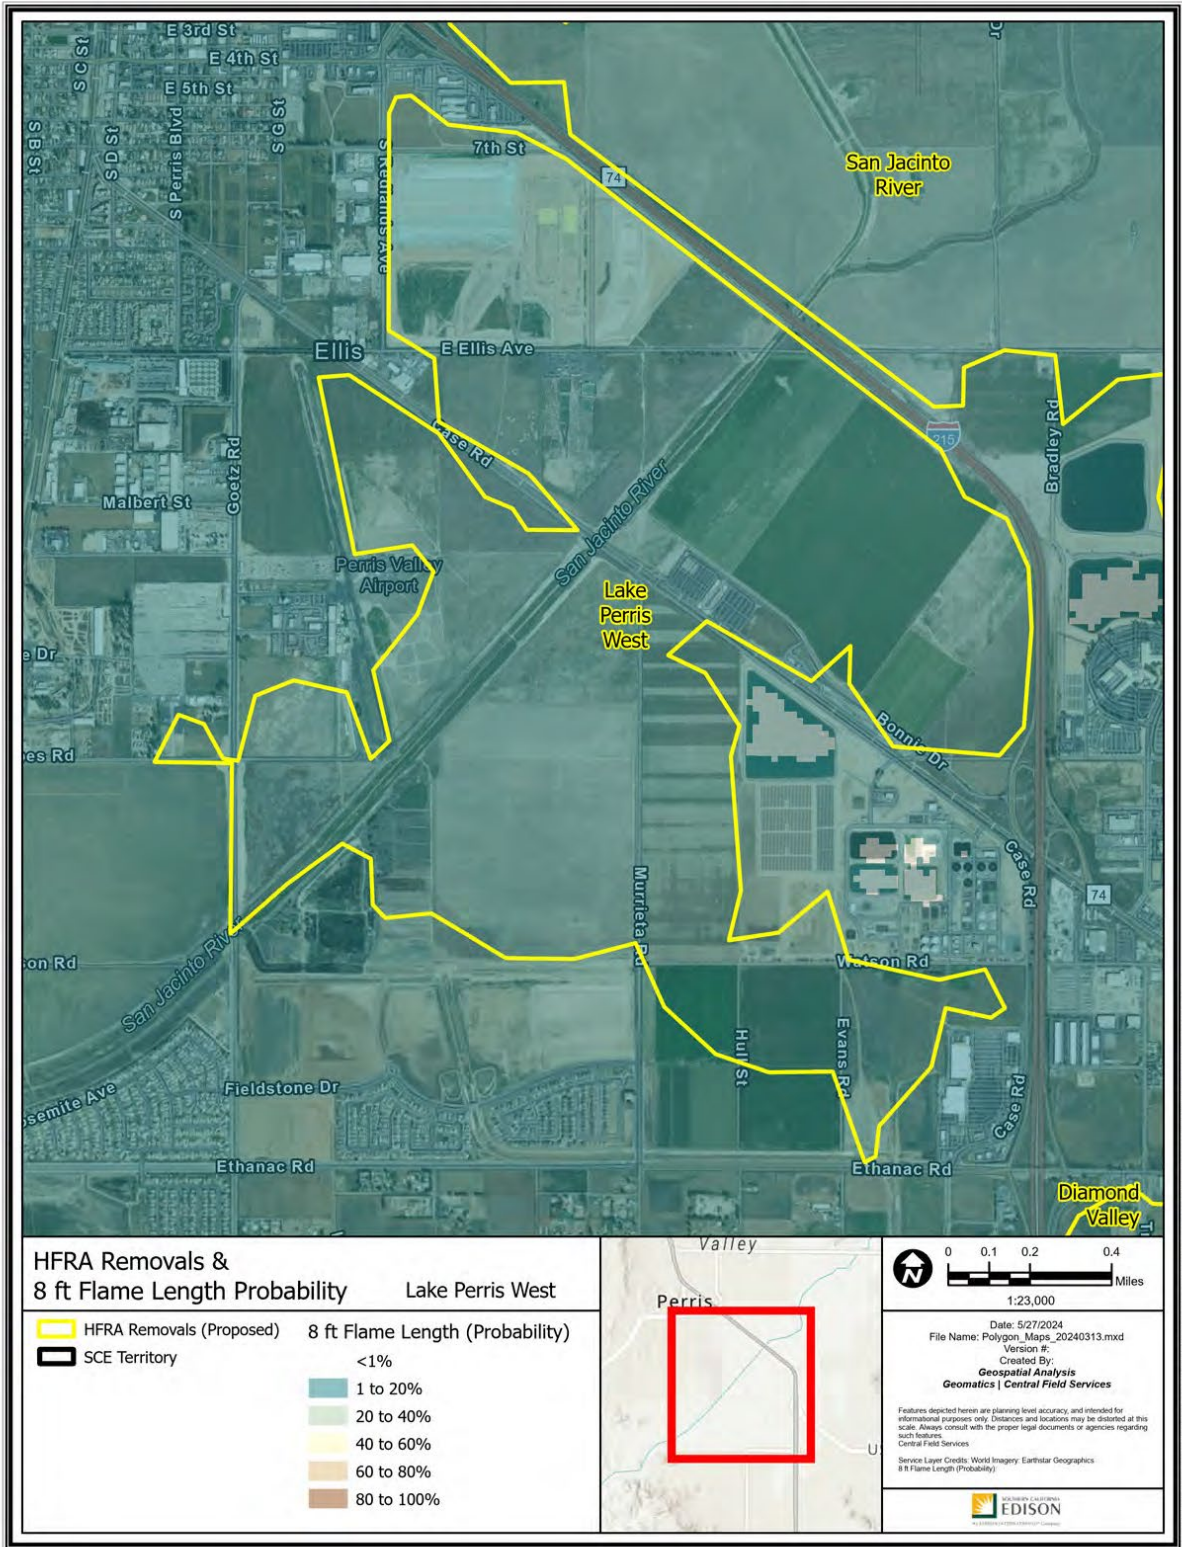 E 3rd St
E 4th St
E 5th St
S C St
S D St
S B St
S Perris Blvd
S G St
S Redlands Ave
7th St
74
Dr
San Jacinto
River
Ellis
E Ellis Ave
Case Rd
215
Bradley Rd
Goetz Rd
Malbert St
San Jacinto River
Perris Valley
Airport
Lake
Perris
West
e Dr
es Rd
Bonnie Dr
Case Rd
74
Murrieta Rd
Watson Rd
son Rd
San Jacinto River
Hull St
Evans Rd
Case Rd
Fieldstone Dr
osemite Ave
Ethanac Rd
Ethanac Rd
Diamond
Valley
HFRA Removals &
8 ft Flame Length Probability
Lake Perris West
HFRA Removals (Proposed)
SCE Territory
8 ft Flame Length (Probability)
<1%
1 to 20%
20 to 40%
40 to 60%
60 to 80%
80 to 100%
Valley
Perris
U
N
0 0.1 0.2 0.4
Miles
1:23,000
Date: 5/27/2024
File Name: Polygon_Maps_20240313.mxd
Version #:
Created By:
Geospatial Analysis
Geomatics | Central Field Services
Features depicted herein are planning level accuracy, and intended for
informational purposes only. Distances and locations may be distorted at this
scale. Always consult with the proper legal documents or agencies regarding
such features.
Central Field Services
Service Layer Credits: World Imagery: Earthstar Geographics
8 ft Flame Length (Probability):
SOUTHERN CALIFORNIA
EDISON